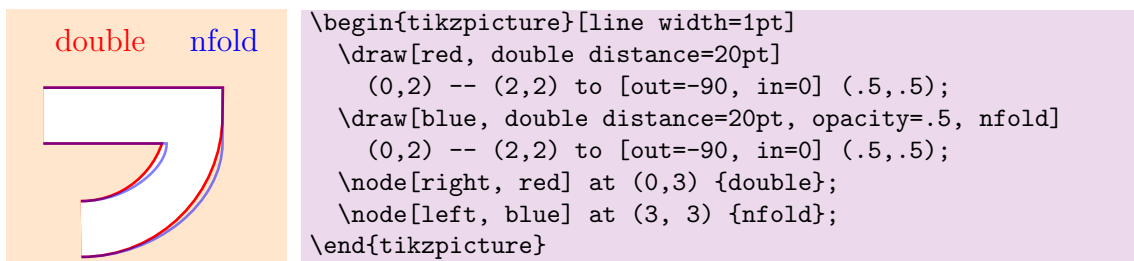 double nfold
\begin{tikzpicture}[line width=1pt]
  \draw[red, double distance=20pt]
    (0,2) -- (2,2) to [out=-90, in=0] (.5,.5);
  \draw[blue, double distance=20pt, opacity=.5, nfold]
    (0,2) -- (2,2) to [out=-90, in=0] (.5,.5);
  \node[right, red] at (0,3) {double};
  \node[left, blue] at (3, 3) {nfold};
\end{tikzpicture}